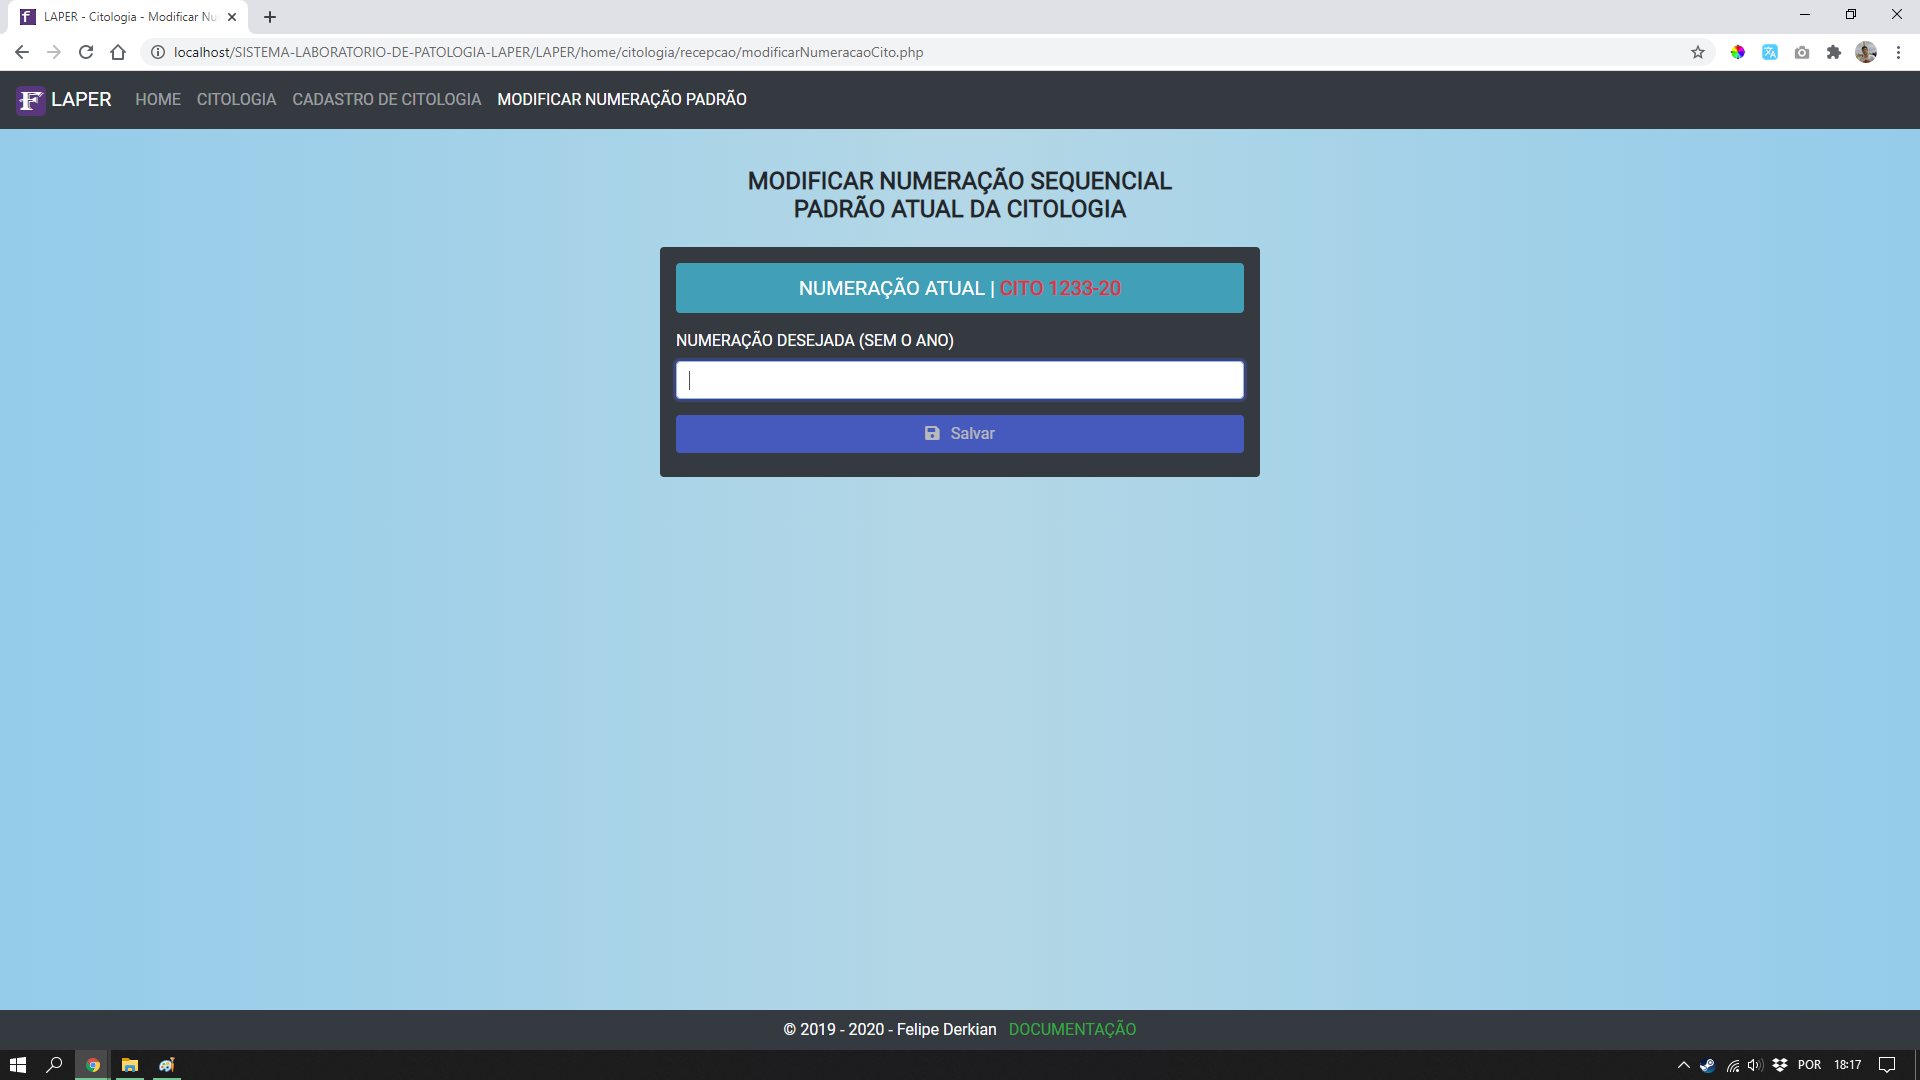 LAPER - Citologia - Modificar Nu
localhost/SISTEMA-LABORATORIO-DE-PATOLOGIA-LAPER/LAPER/home/citologia/recepcao/modificarNumeracaoCito.php
LAPER HOME CITOLOGIA CADASTRO DE CITOLOGIA MODIFICAR NUMERAÇÃO PADRÃO
MODIFICAR NUMERAÇÃO SEQUENCIAL
PADRÃO ATUAL DA CITOLOGIA
NUMERAÇÃO ATUAL | CITO 1233-20
NUMERAÇÃO DESEJADA (SEM O ANO)
Salvar
© 2019 - 2020 - Felipe Derkian DOCUMENTAÇÃO
POR 18:17